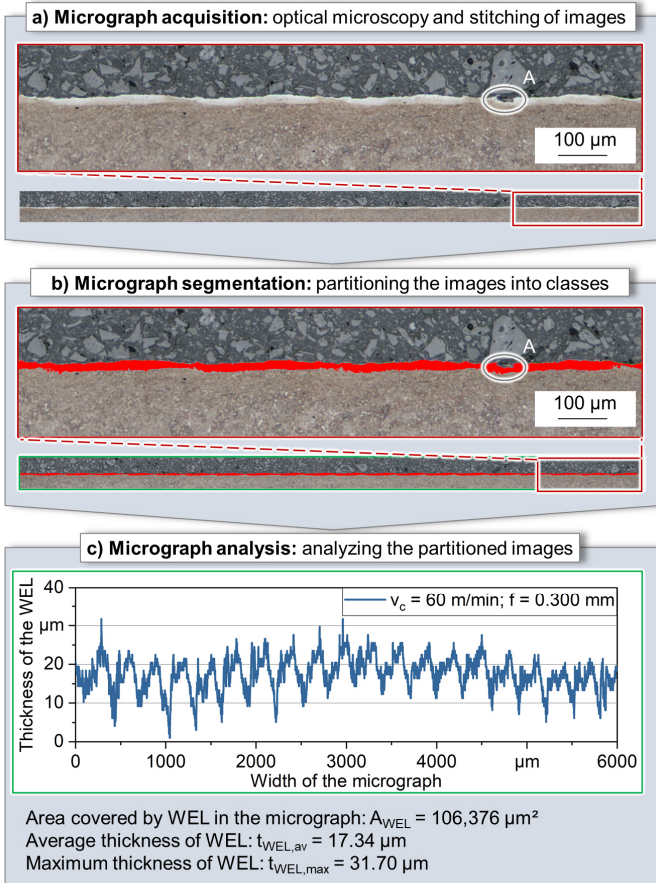 a) Micrograph acquisition: optical microscopy and stitching of images
A
100 µm
b) Micrograph segmentation: partitioning the images into classes
A
100 µm
c) Micrograph analysis: analyzing the partitioned images
Thickness of the WEL
40
µm
20
10
0
v_c = 60 m/min; f = 0.300 mm
0 1000 2000 3000 4000 µm 6000
Width of the micrograph
Area covered by WEL in the micrograph: A_WEL = 106,376 µm²
Average thickness of WEL: t_WEL,av = 17.34 µm
Maximum thickness of WEL: t_WEL,max = 31.70 µm